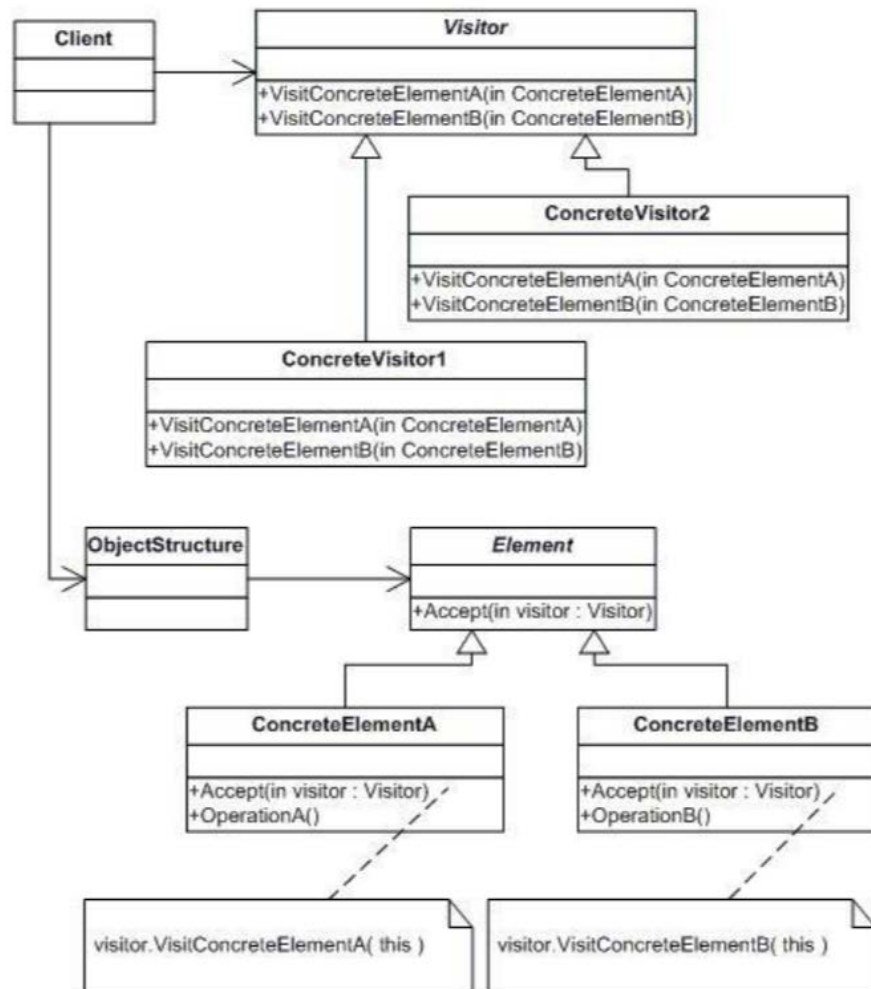 Client
Visitor
+VisitConcreteElementA(in ConcreteElementA)
+VisitConcreteElementB(in ConcreteElementB)
ConcreteVisitor2
+VisitConcreteElementA(in ConcreteElementA)
+VisitConcreteElementB(in ConcreteElementB)
ConcreteVisitor1
+VisitConcreteElementA(in ConcreteElementA)
+VisitConcreteElementB(in ConcreteElementB)
ObjectStructure
Element
+Accept(in visitor : Visitor)
ConcreteElementA
+Accept(in visitor : Visitor)
+OperationA()
ConcreteElementB
+Accept(in visitor : Visitor)
+OperationB()
visitor.VisitConcreteElementA( this )
visitor.VisitConcreteElementB( this )